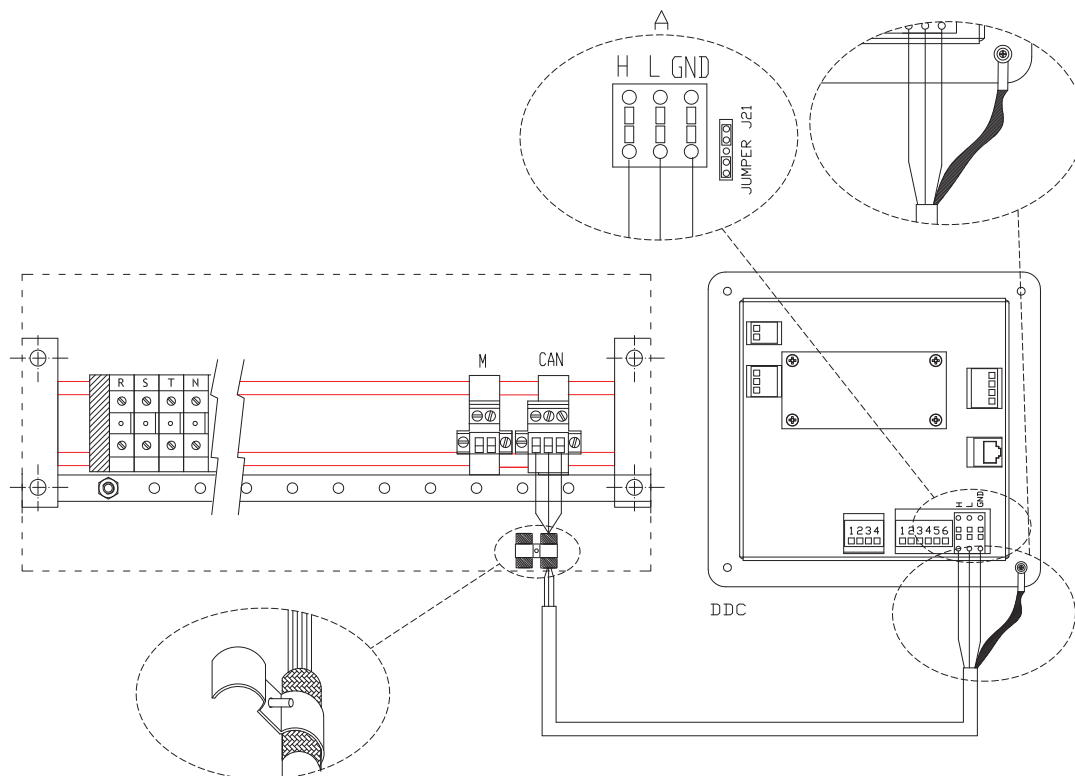 A
H L GND
JUMPER J21
R S T N
M
CAN
H L GND
1234
123456
DDC